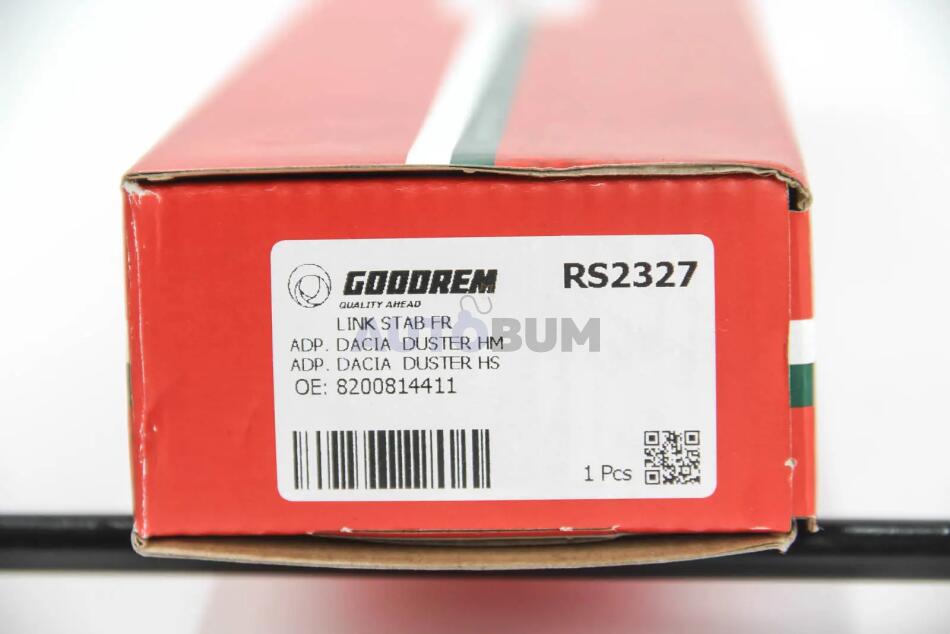 GOODREM
QUALITY AHEAD
RS2327
LINK STAB FR
ADP. DACIA DUSTER HM
ADP. DACIA DUSTER HS
OE: 8200814411
1 Pcs
AUTOBUM